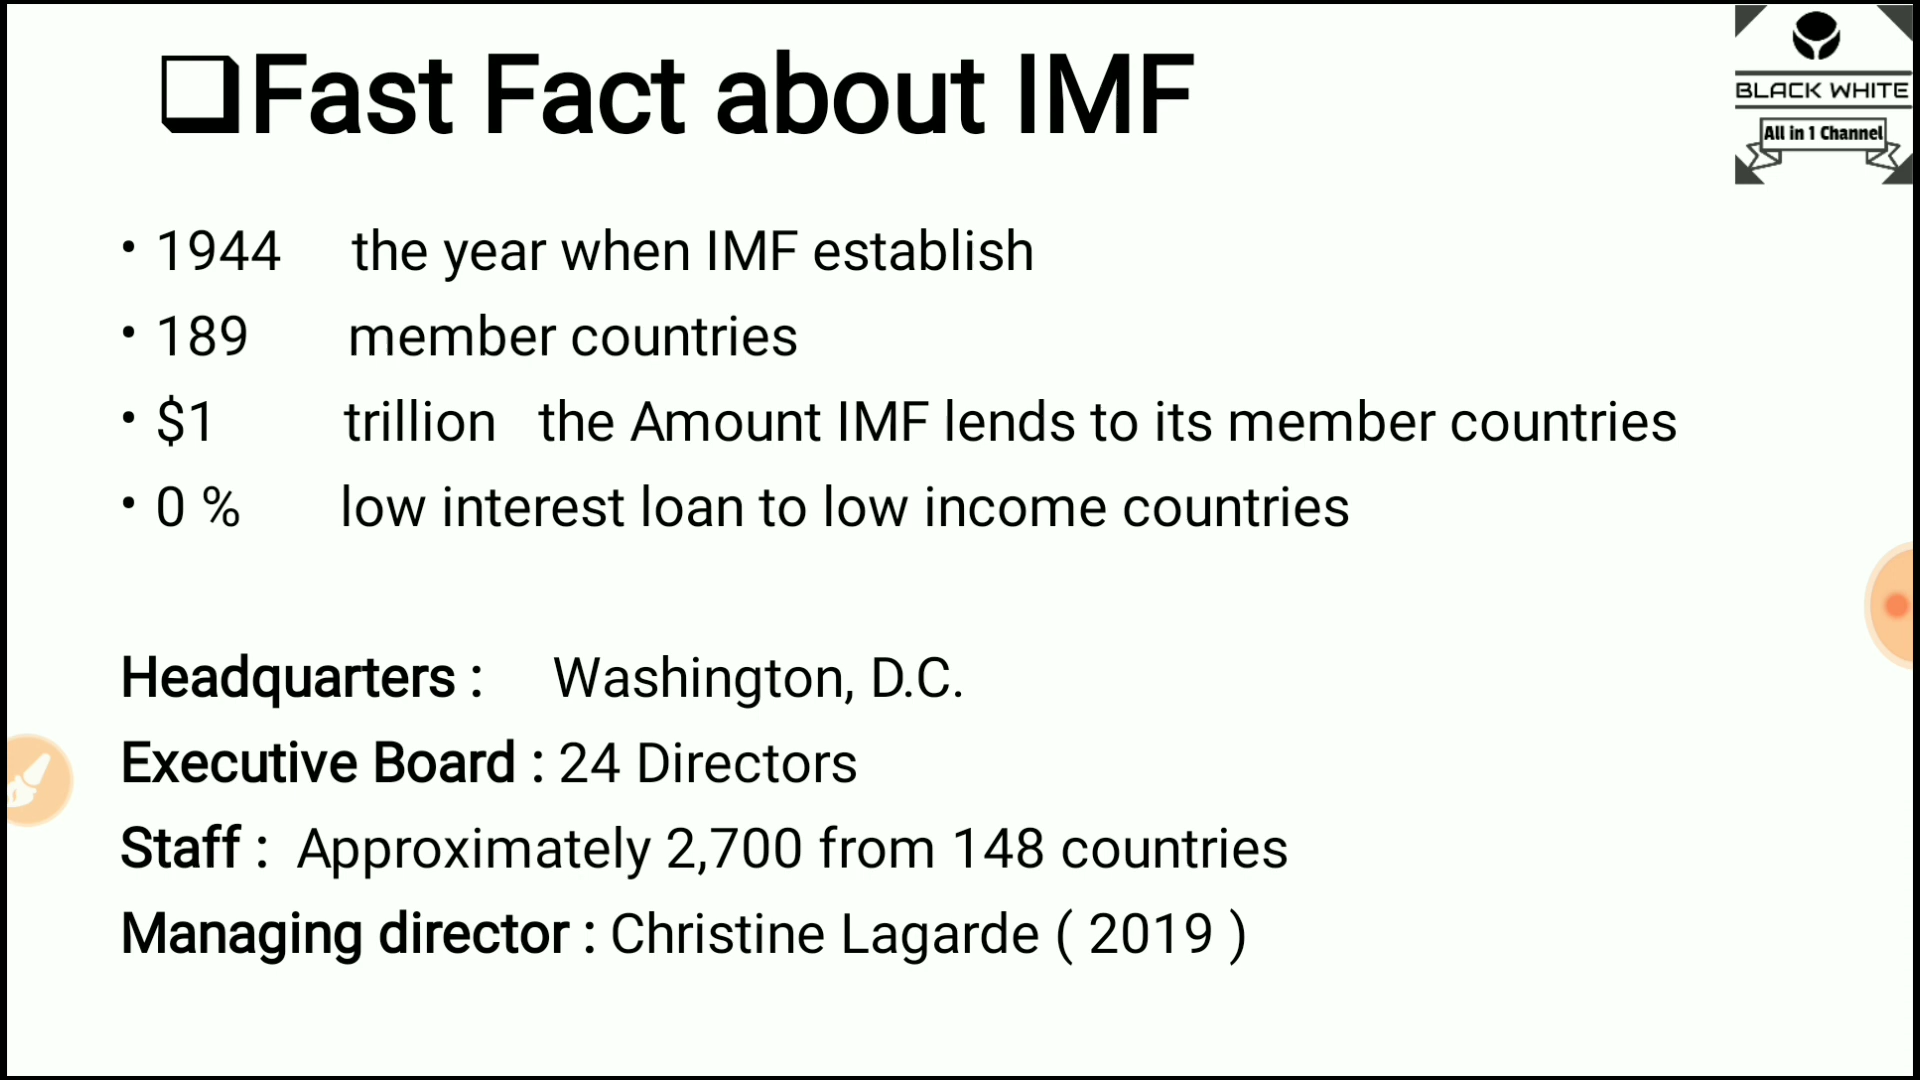 ❑Fast Fact about IMF
BLACK WHITE
All in 1 Channel
• 1944 the year when IMF establish
• 189 member countries
• $1 trillion the Amount IMF lends to its member countries
• 0 % low interest loan to low income countries
Headquarters : Washington, D.C.
Executive Board : 24 Directors
Staff : Approximately 2,700 from 148 countries
Managing director : Christine Lagarde ( 2019 )